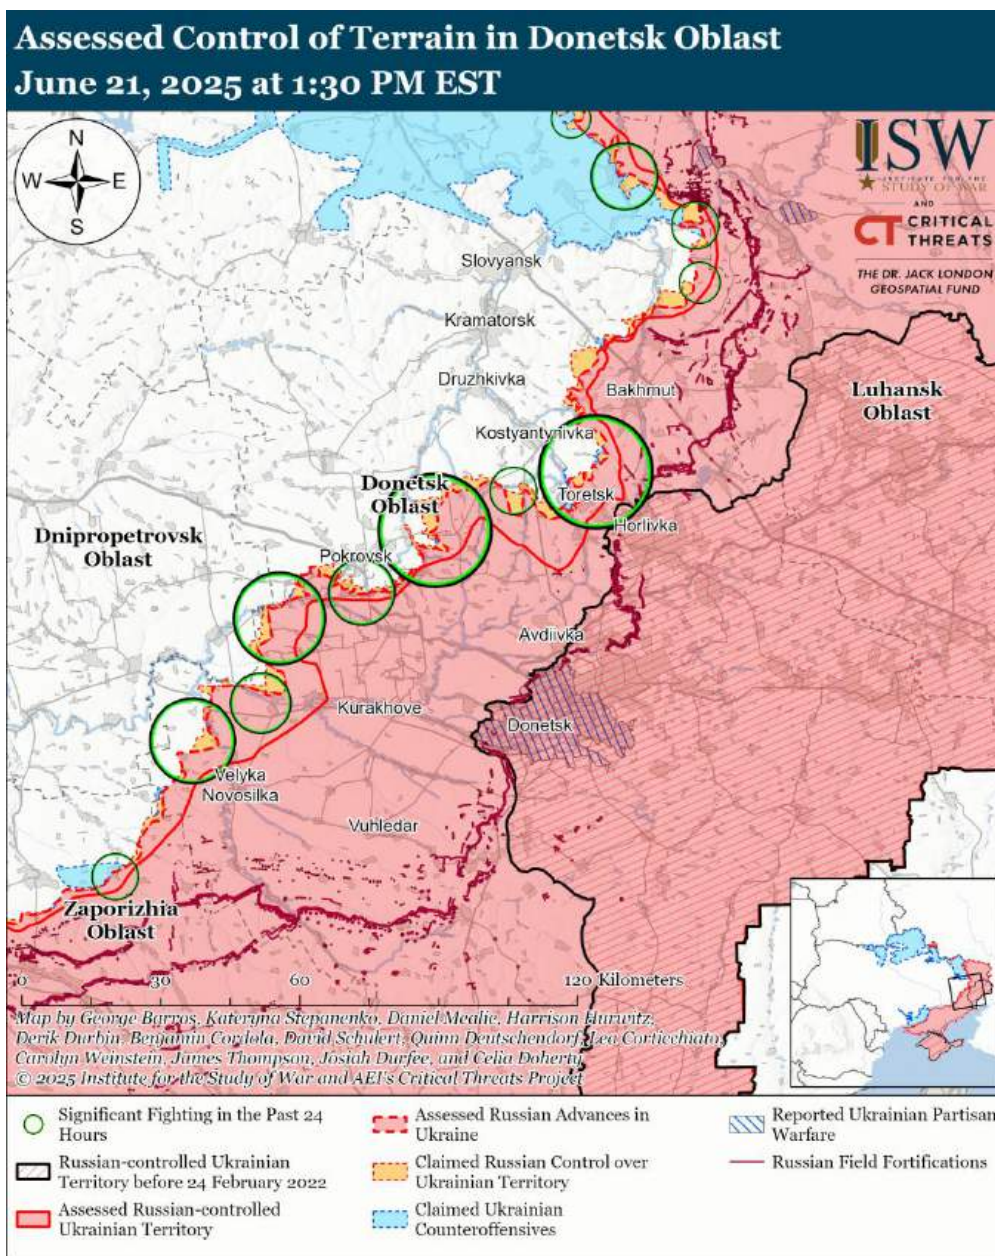 Assessed Control of Terrain in Donetsk Oblast
June 21, 2025 at 1:30 PM EST
N
W E
S
ISW
INSTITUTE FOR THE
STUDY OF WAR
AND
CT CRITICAL
THREATS
THE DR. JACK LONDON
GEOSPATIAL FUND
Slovyansk
Kramatorsk
Druzhkivka
Bakhmut
Luhansk
Oblast
Kostyantynivka
Donetsk
Oblast
Toretsk
Horlivka
Dnipropetrovsk
Oblast
Pokrovsk
Avdiivka
Kurakhove
Donetsk
Velyka
Novosilka
Vuhledar
Zaporizhia
Oblast
0 30 60 120 Kilometers
Map by George Barros, Kateryna Stepanenko, Daniel Mealie, Harrison Hurwitz,
Derik Durbin, Benjamin Cordola, David Schulert, Quinn Deutschendorf, Lea Corticchiato,
Carolyn Weinstein, James Thompson, Josiah Durfee, and Celia Doherty
© 2025 Institute for the Study of War and AEI's Critical Threats Project
Significant Fighting in the Past 24
Hours
Russian-controlled Ukrainian
Territory before 24 February 2022
Assessed Russian-controlled
Ukrainian Territory
Assessed Russian Advances in
Ukraine
Claimed Russian Control over
Ukrainian Territory
Claimed Ukrainian
Counteroffensives
Reported Ukrainian Partisan
Warfare
Russian Field Fortifications